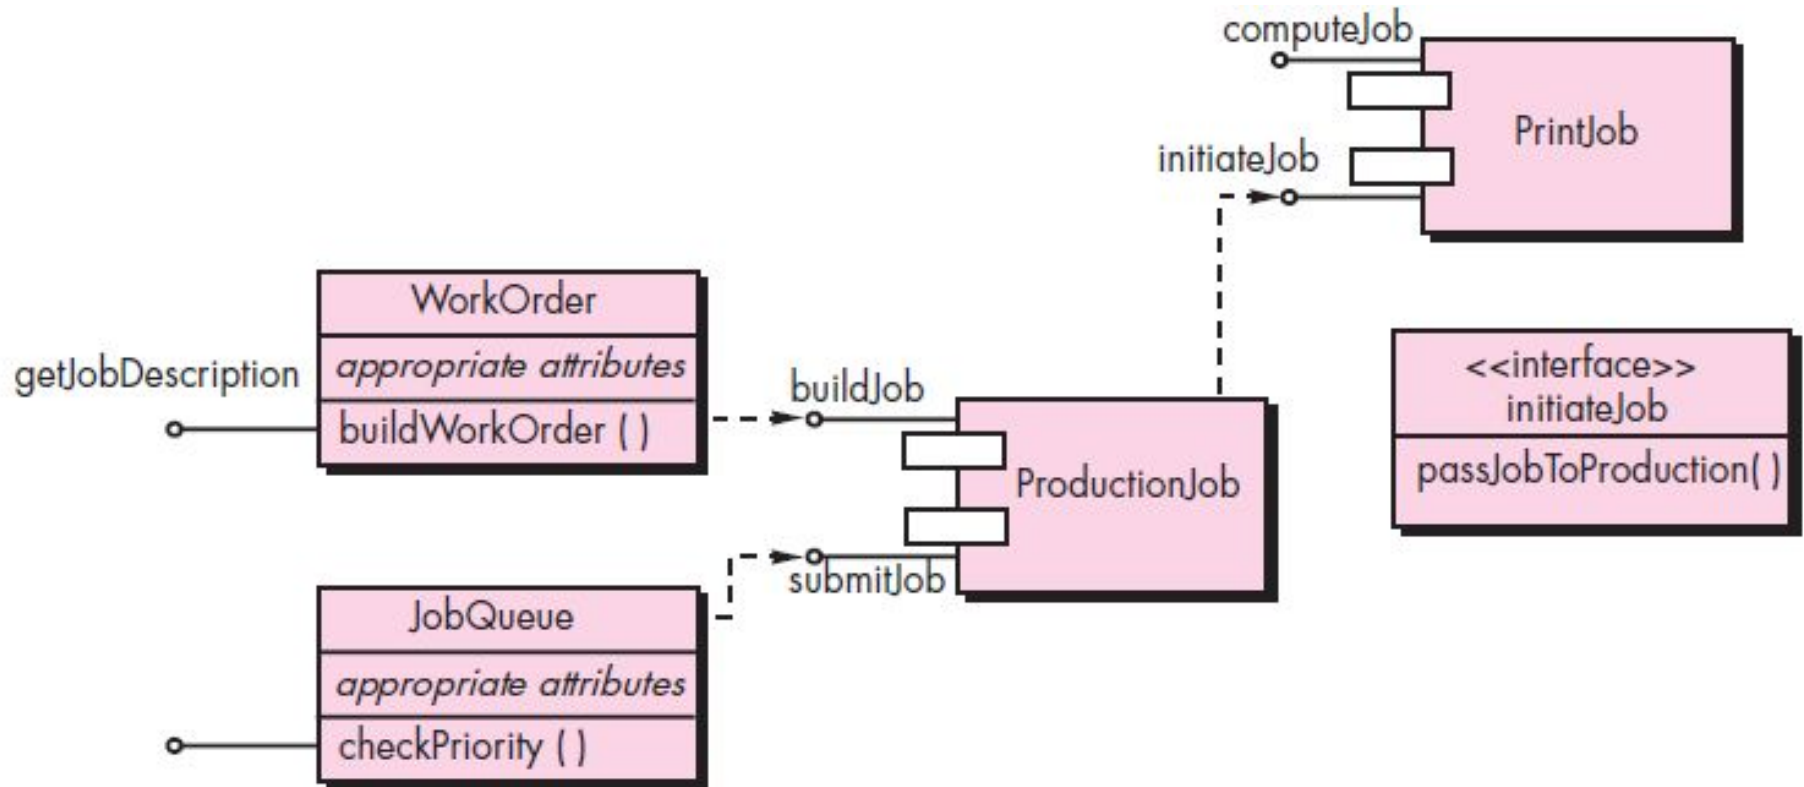 computeJob
PrintJob
initiateJob
WorkOrder
appropriate attributes
getJobDescription
buildWorkOrder ( )
buildJob
ProductionJob
submitJob
<<interface>>
initiateJob
passJobToProduction( )
JobQueue
appropriate attributes
checkPriority ( )